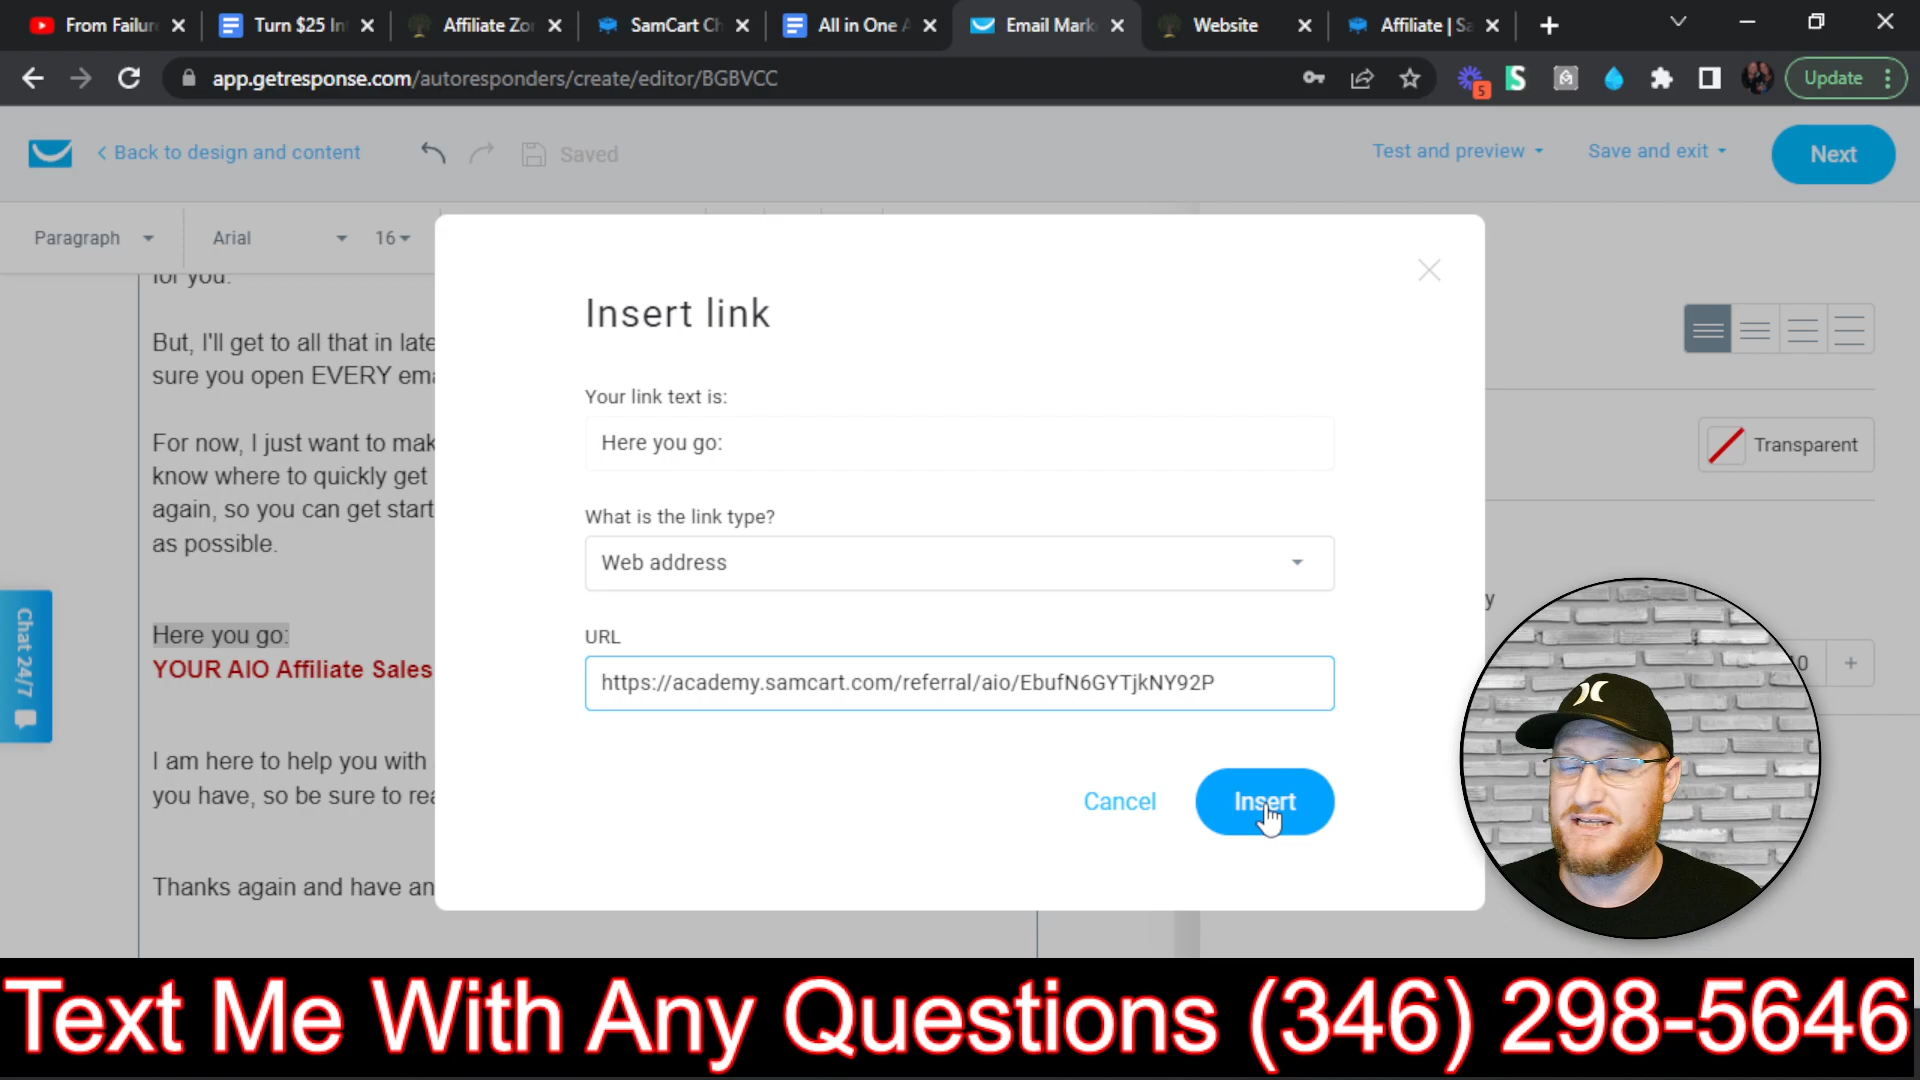 From Failur
Turn $25 In
Affiliate Zo
SamCart Ch
All in One A
Email Mark
Website
Affiliate | Sa
app.getresponse.com/autoresponders/create/editor/BGBVCC
5
Update
Back to design and content
Saved
Test and preview
Save and exit
Next
Paragraph
Arial
16
for you.
But, I'll get to all that in late
sure you open EVERY ema
For now, I just want to mak
know where to quickly get
again, so you can get start
as possible.
Here you go:
YOUR AIO Affiliate Sales
I am here to help you with
you have, so be sure to rea
Thanks again and have an
Chat 24/7
Insert link
Your link text is:
Here you go:
What is the link type?
Web address
URL
https://academy.samcart.com/referral/aio/EbufN6GYTjkNY92P
Cancel
Insert
Transparent
y
0
+
Text Me With Any Questions (346) 298-5646